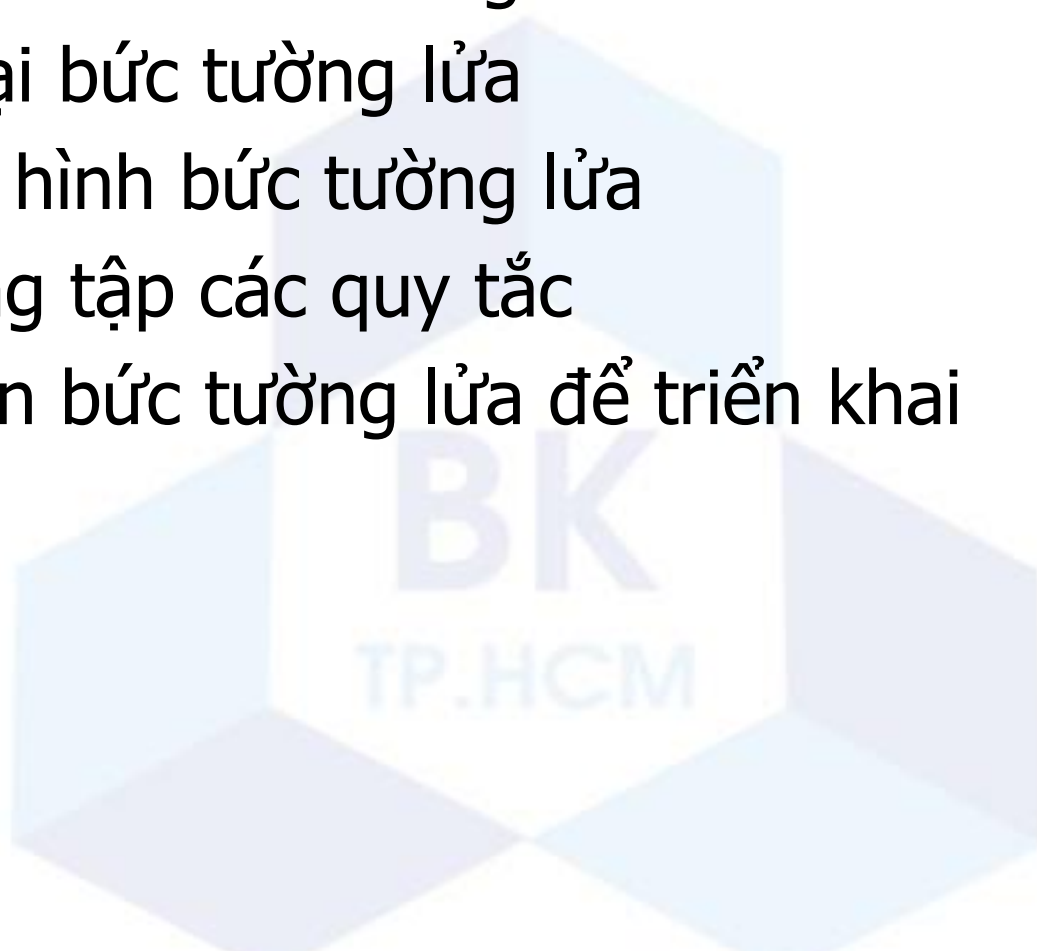 bức tường lửa
hình bức tường lửa
tập các quy tắc
bức tường lửa để triển khai
BK
TP.HCM